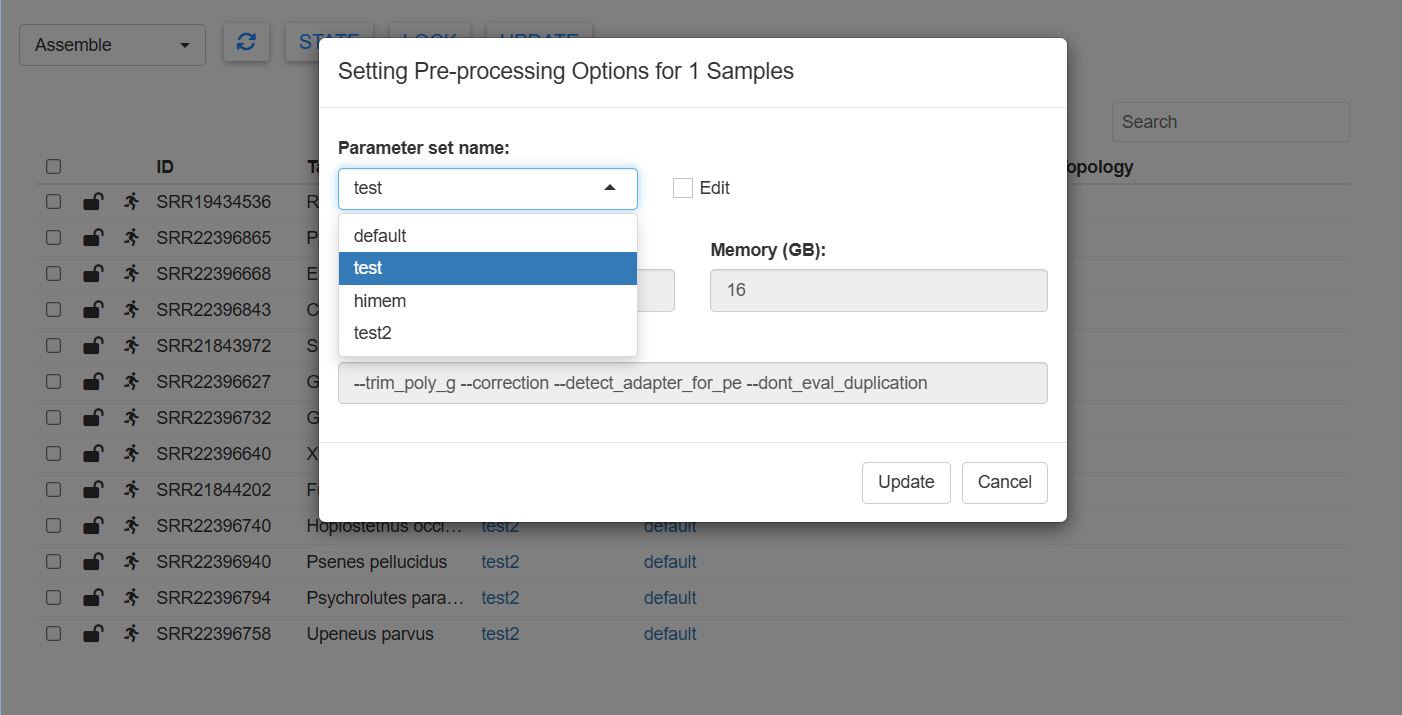 Assemble
STATE LOCK UPDATE
Setting Pre-processing Options for 1 Samples
Search
Parameter set name:
test
Edit
default
test
himem
test2
Memory (GB):
16
--trim_poly_g --correction --detect_adapter_for_pe --dont_eval_duplication
Update Cancel
ID
SRR19434536
SRR22396865
SRR22396668
SRR22396843
SRR21843972
SRR22396627
SRR22396732
SRR22396640
SRR21844202
SRR22396740 Hoplostethus occi… test2 default
SRR22396940 Psenes pellucidus test2 default
SRR22396794 Psychrolutes para… test2 default
SRR22396758 Upeneus parvus test2 default